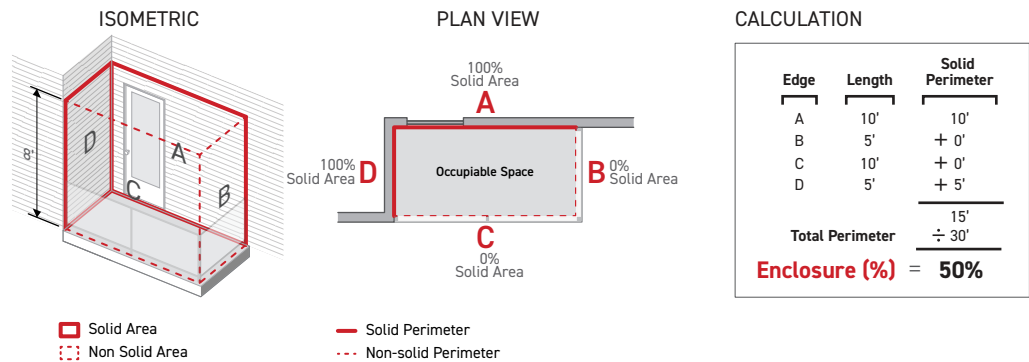 ISOMETRIC
8'
D
A
C
B
Solid Area
Non Solid Area
PLAN VIEW
100%
Solid Area
A
100%
Solid Area
D
Occupiable Space
B
0%
Solid Area
C
0%
Solid Area
Solid Perimeter
Non-solid Perimeter
CALCULATION
Edge Length Solid Perimeter
A 10' 10'
B 5' + 0'
C 10' + 0'
D 5' + 5'
15'
Total Perimeter ÷ 30'
Enclosure (%) = 50%